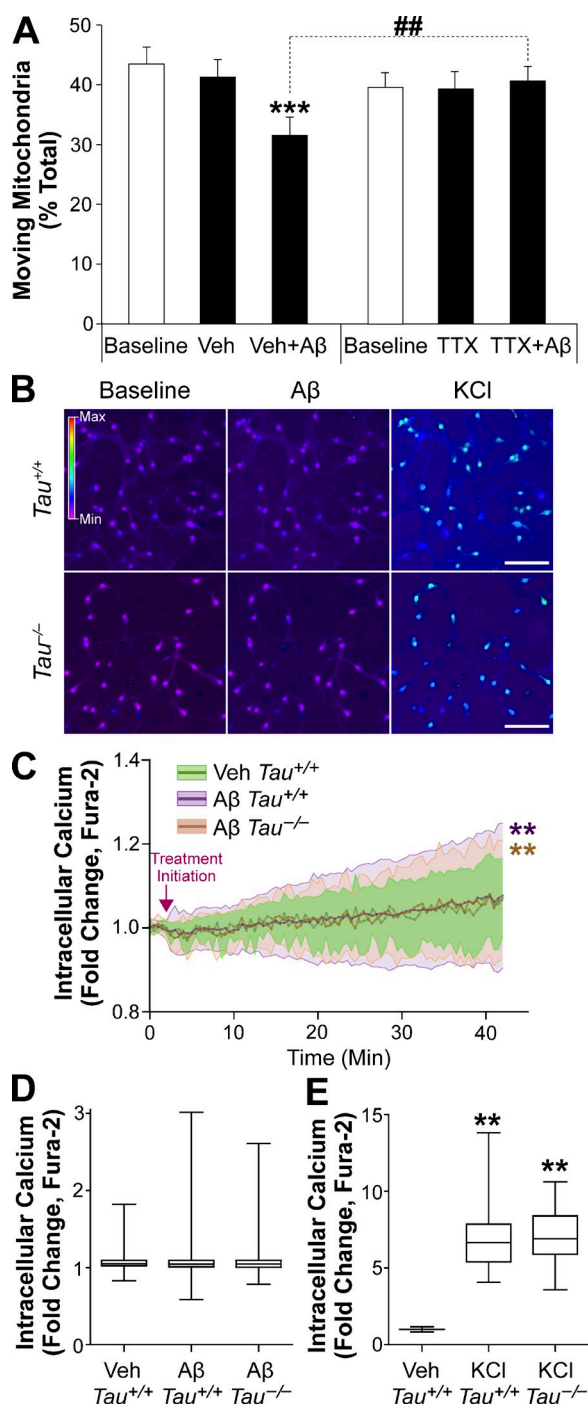 A
50
##
40
***
30
20
10
0
Moving Mitochondria
(% Total)
Baseline Veh Veh+Aβ Baseline TTX TTX+Aβ
B
Baseline Aβ KCl
Max
Min
Tau+/+
Tau–/–
C
1.4
1.2
1.0
0.8
Intracellular Calcium
(Fold Change, Fura-2)
Veh Tau+/+
Aβ Tau+/+
Aβ Tau–/–
Treatment
Initiation
**
**
0 10 20 30 40
Time (Min)
D
3
2
1
0
Intracellular Calcium
(Fold Change, Fura-2)
Veh Aβ Aβ
Tau+/+ Tau+/+ Tau–/–
E
15
10
5
0
Intracellular Calcium
(Fold Change, Fura-2)
**
**
Veh KCl KCl
Tau+/+ Tau+/+ Tau–/–